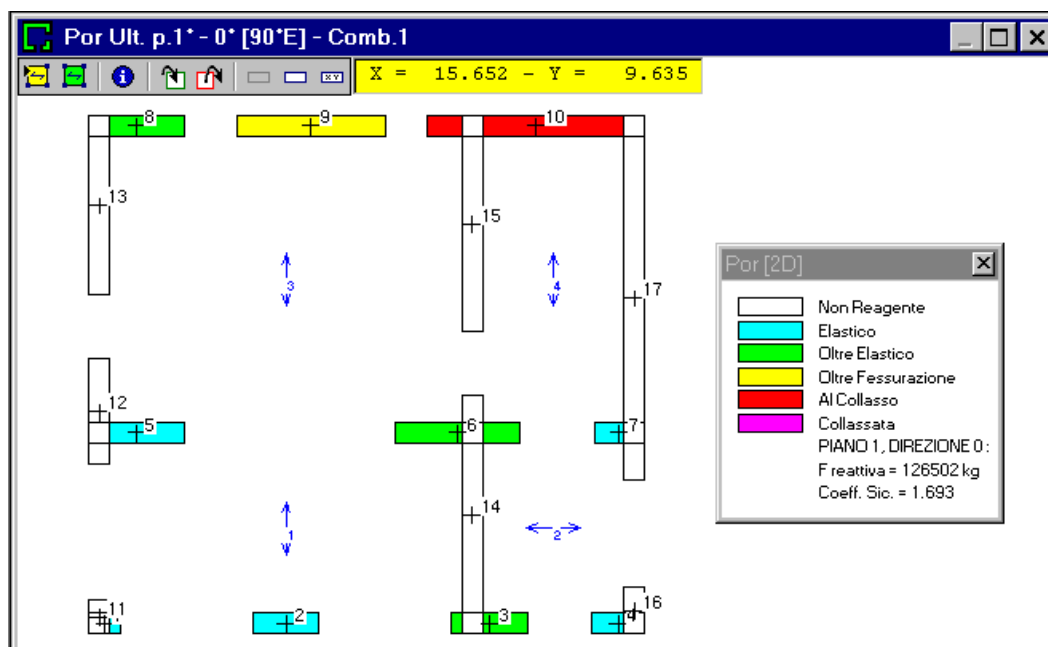 Por Ult. p.1° - 0° [90°E] - Comb.1
X = 15.652 - Y = 9.635
8
9
10
13
15
3
4
17
Por [2D]
Non Reagente
Elastico
Oltre Elastico
Oltre Fessurazione
Al Collasso
Collassata
PIANO 1, DIREZIONE 0 :
F reattiva = 126502 kg
Coeff. Sic. = 1.693
12
5
6
7
14
1
2
11
2
3
4
16